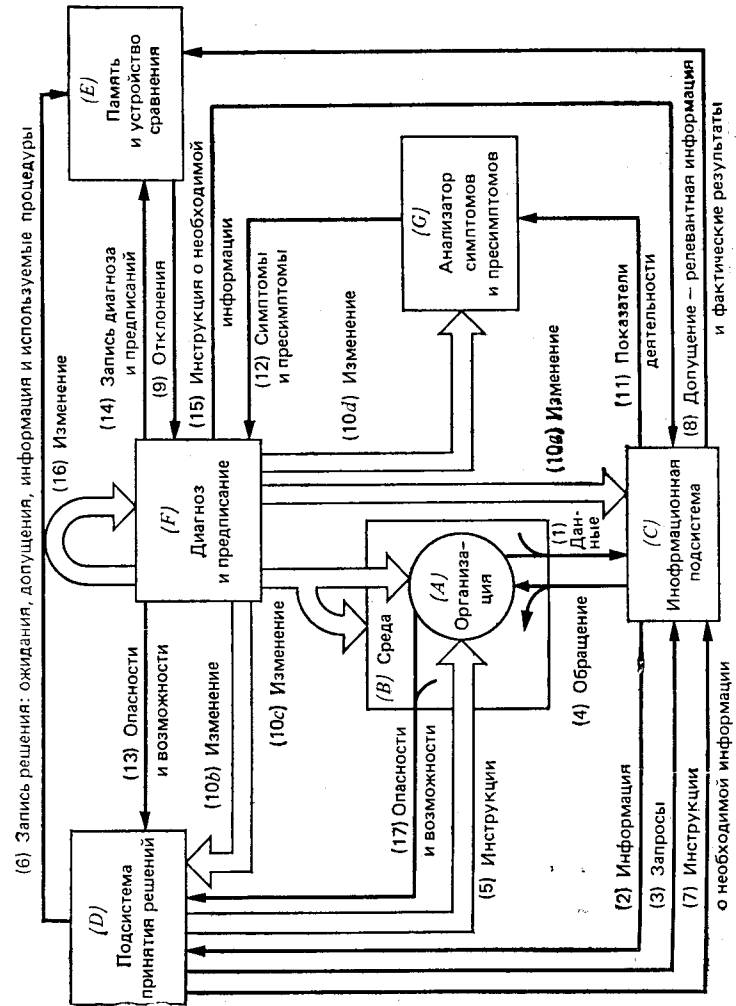 (6) Запись решения: ожидания, допущения, информация и используемые процедуры
(16) Изменение
(E)
Память
и устройство
сравнения
(14) Запись диагноза
и предписаний
(9) Отклонения
(15) Инструкция о необходимой
информации
(F)
Диагноз
и предписание
(13) Опасности
и возможности
(10b) Изменение
(10c) Изменение
(D)
Подсистема
принятия решений
(12) Симптомы
и пресимптомы
(10d) Изменение
(G)
Анализатор
симптомов
и пресимптомов
(10a) Изменение
(B) Среда
(A)
Организа-
ция
(17) Опасности
и возможности
(5) Инструкции
(1)
Дан-
ные
(4) Обращение
(11) Показатели
деятельности
(C)
Инофрмационная
подсистема
(2) Информация
(3) Запросы
(7) Инструкции
о необходимой информации
(8) Допущение — релевантная информация
и фактические результаты